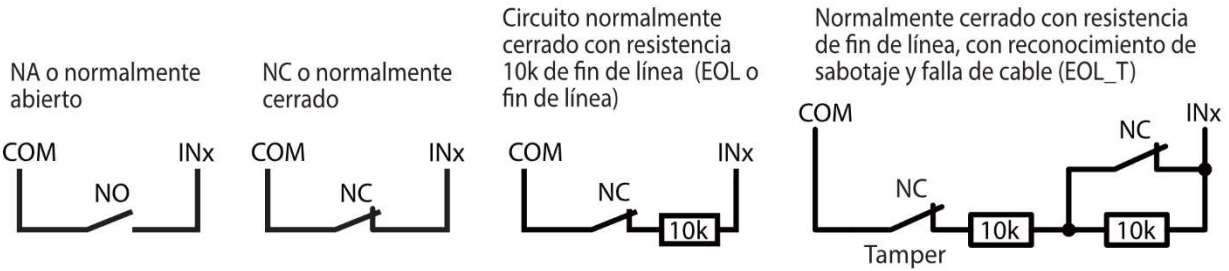 NA o normalmente
abierto
COM
INx
NO
NC o normalmente
cerrado
COM
INx
NC
Circuito normalmente
cerrado con resistencia
10k de fin de línea (EOL o
fin de línea)
COM
INx
NC
10k
Normalmente cerrado con resistencia
de fin de línea, con reconocimiento de
sabotaje y falla de cable (EOL_T)
COM
INx
NC
NC
10k
10k
Tamper